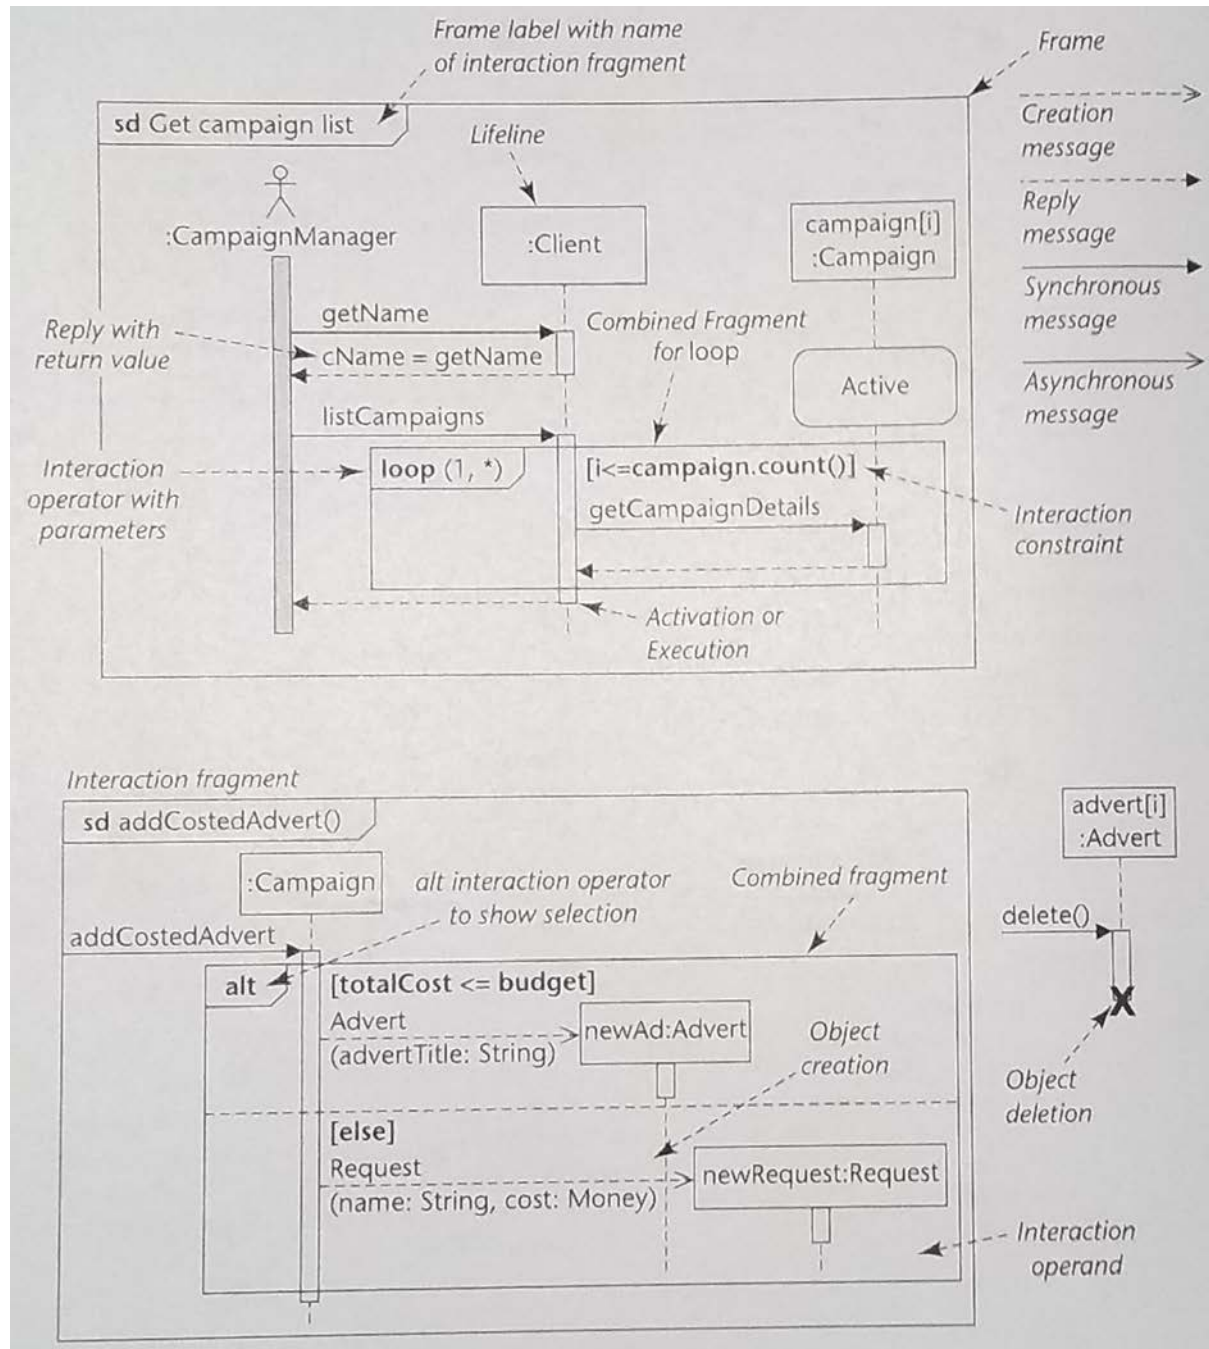 Frame label with name
of interaction fragment
Frame
sd Get campaign list
Lifeline
Creation
message
:CampaignManager
:Client
campaign[i]
:Campaign
Reply
message
Synchronous
message
getName
Combined Fragment
for loop
Reply with
return value
cName = getName
Active
Asynchronous
message
listCampaigns
Interaction
operator with
parameters
loop (1, *)
[i<=campaign.count()]
getCampaignDetails
Interaction
constraint
Activation or
Execution
Interaction fragment
sd addCostedAdvert()
advert[i]
:Advert
:Campaign
alt interaction operator
to show selection
Combined fragment
addCostedAdvert
delete()
alt
[totalCost <= budget]
Advert
(advertTitle: String)
newAd:Advert
Object
creation
Object
deletion
[else]
Request
(name: String, cost: Money)
newRequest:Request
Interaction
operand